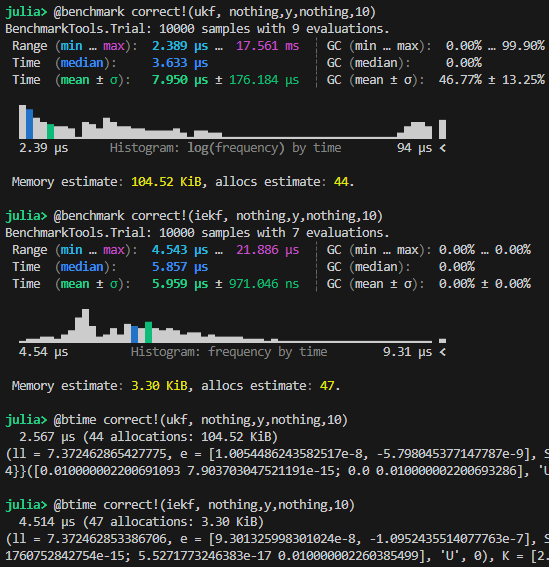 julia> @benchmark correct!(ukf, nothing,y,nothing,10)
BenchmarkTools.Trial: 10000 samples with 9 evaluations.
Range (min … max): 2.389 μs … 17.561 ms ┊ GC (min … max): 0.00% … 99.90%
Time (median): 3.633 μs ┊ GC (median): 0.00%
Time (mean ± σ): 7.950 μs ± 176.184 μs ┊ GC (mean ± σ): 46.77% ± 13.25%
2.39 μs Histogram: log(frequency) by time 94 μs <
Memory estimate: 104.52 KiB, allocs estimate: 44.
julia> @benchmark correct!(iekf, nothing,y,nothing,10)
BenchmarkTools.Trial: 10000 samples with 7 evaluations.
Range (min … max): 4.543 μs … 21.886 μs ┊ GC (min … max): 0.00% … 0.00%
Time (median): 5.857 μs ┊ GC (median): 0.00%
Time (mean ± σ): 5.959 μs ± 971.046 ns ┊ GC (mean ± σ): 0.00% ± 0.00%
4.54 μs Histogram: frequency by time 9.31 μs <
Memory estimate: 3.30 KiB, allocs estimate: 47.
julia> @btime correct!(ukf, nothing,y,nothing,10)
2.567 μs (44 allocations: 104.52 KiB)
(ll = 7.372462865427775, e = [1.0054486243582517e-8, -5.798045377147787e-9], S
4}}([0.010000002200691093 7.903703047521191e-15; 0.0 0.010000002200693286], 'U
julia> @btime correct!(iekf, nothing,y,nothing,10)
4.514 μs (47 allocations: 3.30 KiB)
(ll = 7.372462853386706, e = [9.301325998301024e-8, -1.0952435514077763e-7], S
1760752842754e-15; 5.5271773246383e-17 0.010000002260385499], 'U', 0), K = [2.